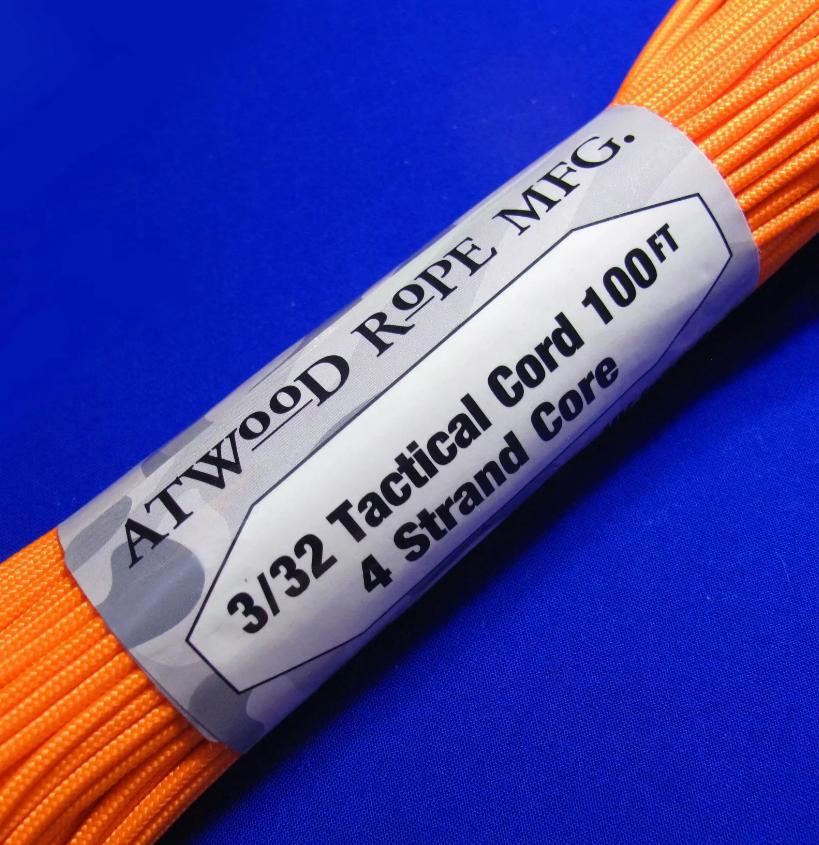 ATWOOD ROPE MFG.
3/32 Tactical Cord 100FT
4 Strand Core